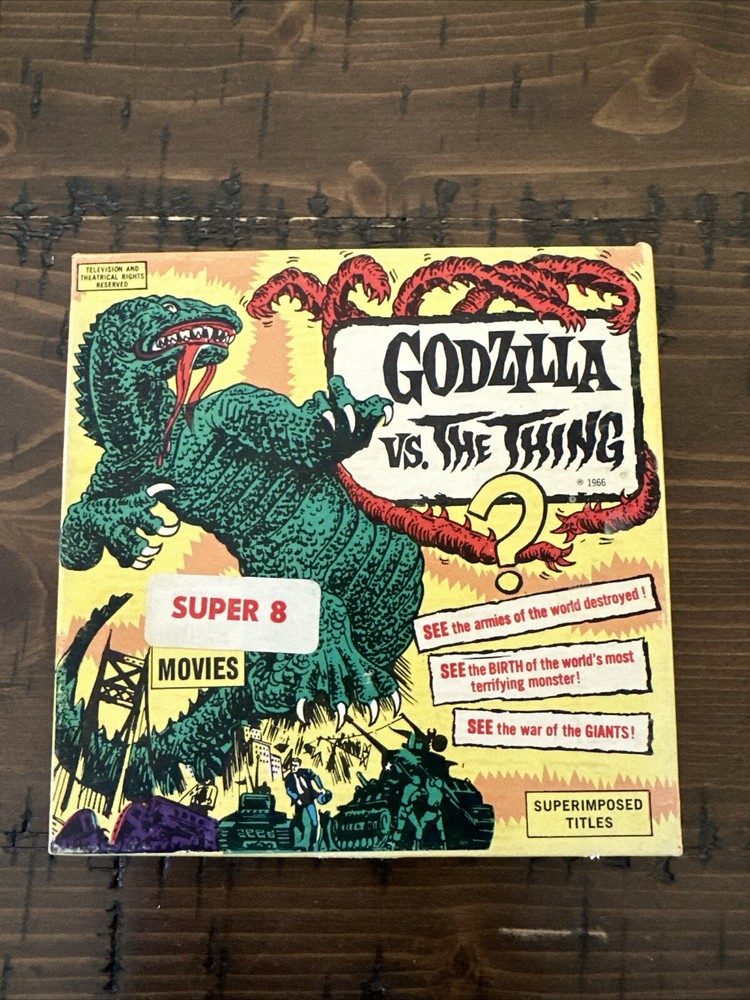 TELEVISION AND
THEATRICAL RIGHTS
RESERVED
GODZILLA
VS. THE THING
© 1966
?
SUPER 8
MOVIES
SEE the armies of the world destroyed!
SEE the BIRTH of the world's most
terrifying monster!
SEE the war of the GIANTS!
SUPERIMPOSED
TITLES